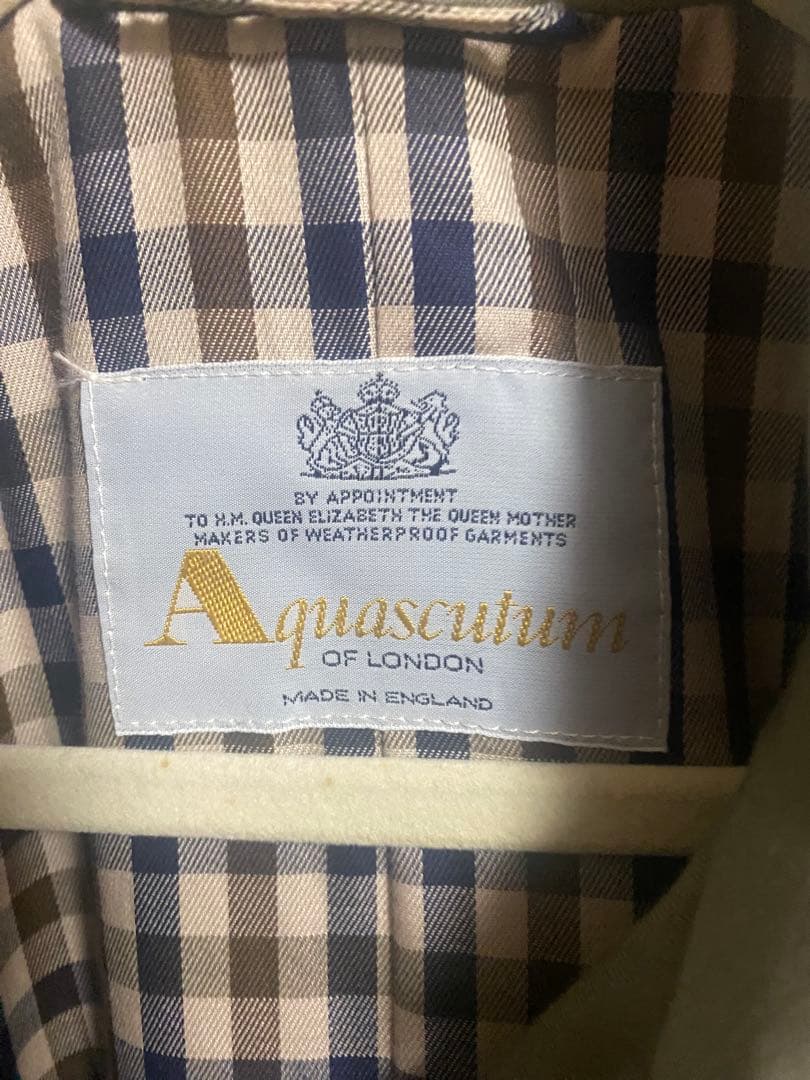 BY APPOINTMENT
TO H.M. QUEEN ELIZABETH THE QUEEN MOTHER
MAKERS OF WEATHERPROOF GARMENTS
Aquascutum
OF LONDON
MADE IN ENGLAND